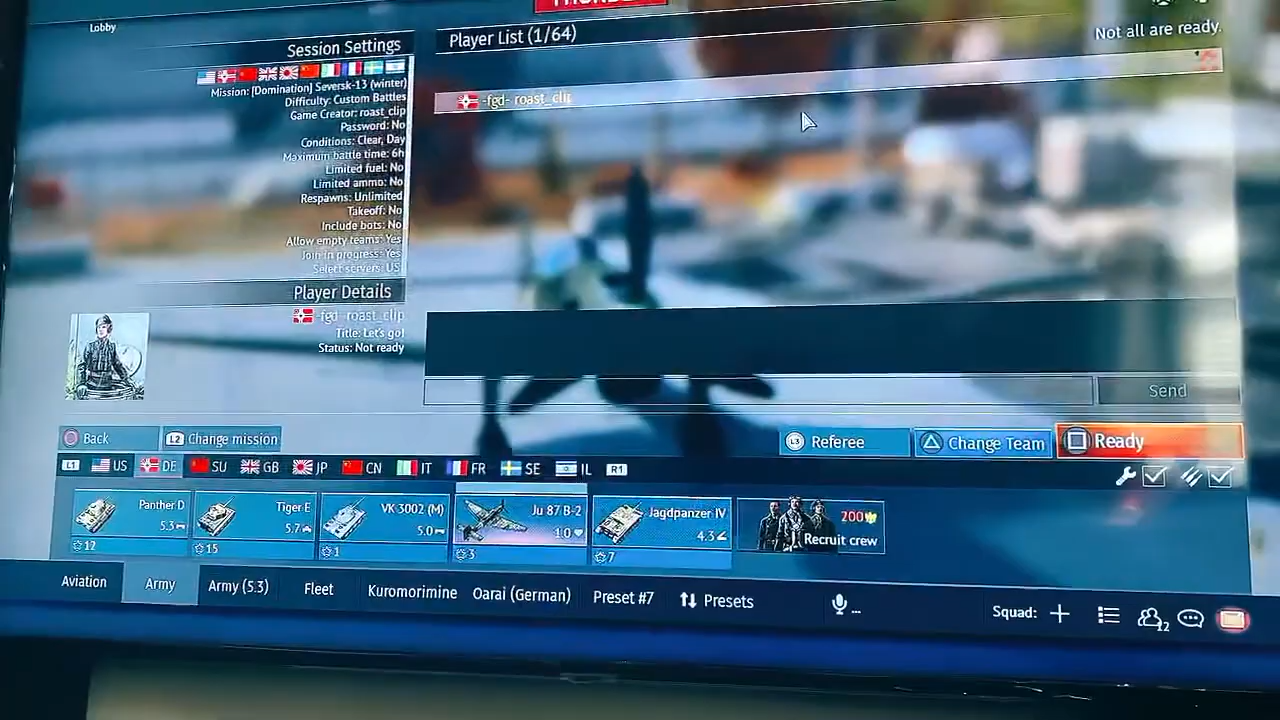 Lobby
Session Settings
Mission: [Domination] Seversk-13 (winter)
Difficulty: Custom Battles
Game Creator: roast_clip
Password: No
Conditions: Clear, Day
Maximum battle time: 6h
Limited fuel: No
Limited ammo: No
Respawns: Unlimited
Takeoff: No
Include bots: No
Allow empty teams: Yes
Join in progress: Yes
Select servers: US
Player Details
-fgd- roast_clip
Title: Let's go!
Status: Not ready
Player List (1/64)
Not all are ready.
-fgd- roast_clip
Send
Back
L2 Change mission
L3 Referee
Change Team
Ready
L1 US DE SU GB JP CN IT FR SE IL R1
Panther D
5.3
12
Tiger E
5.7
15
VK 3002 (M)
5.0
1
Ju 87 B-2
1.0
3
Jagdpanzer IV
4.3
7
200
Recruit crew
Aviation Army Army (5.3) Fleet Kuromorimine Oarai (German) Preset #7 Presets ...
Squad: +
12